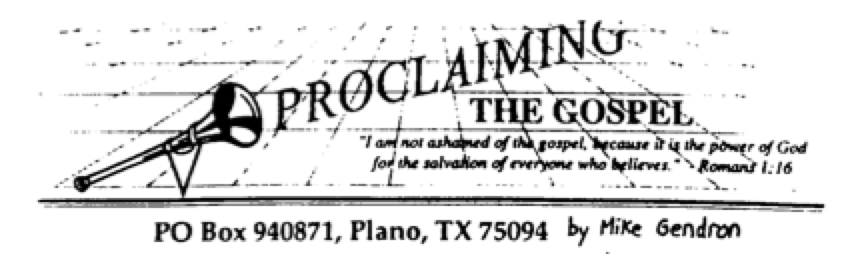 PROCLAIMING
THE GOSPEL
"I am not ashamed of the gospel, because it is the power of God
for the salvation of everyone who believes." - Romans 1:16
PO Box 940871, Plano, TX 75094 by Mike Gendron